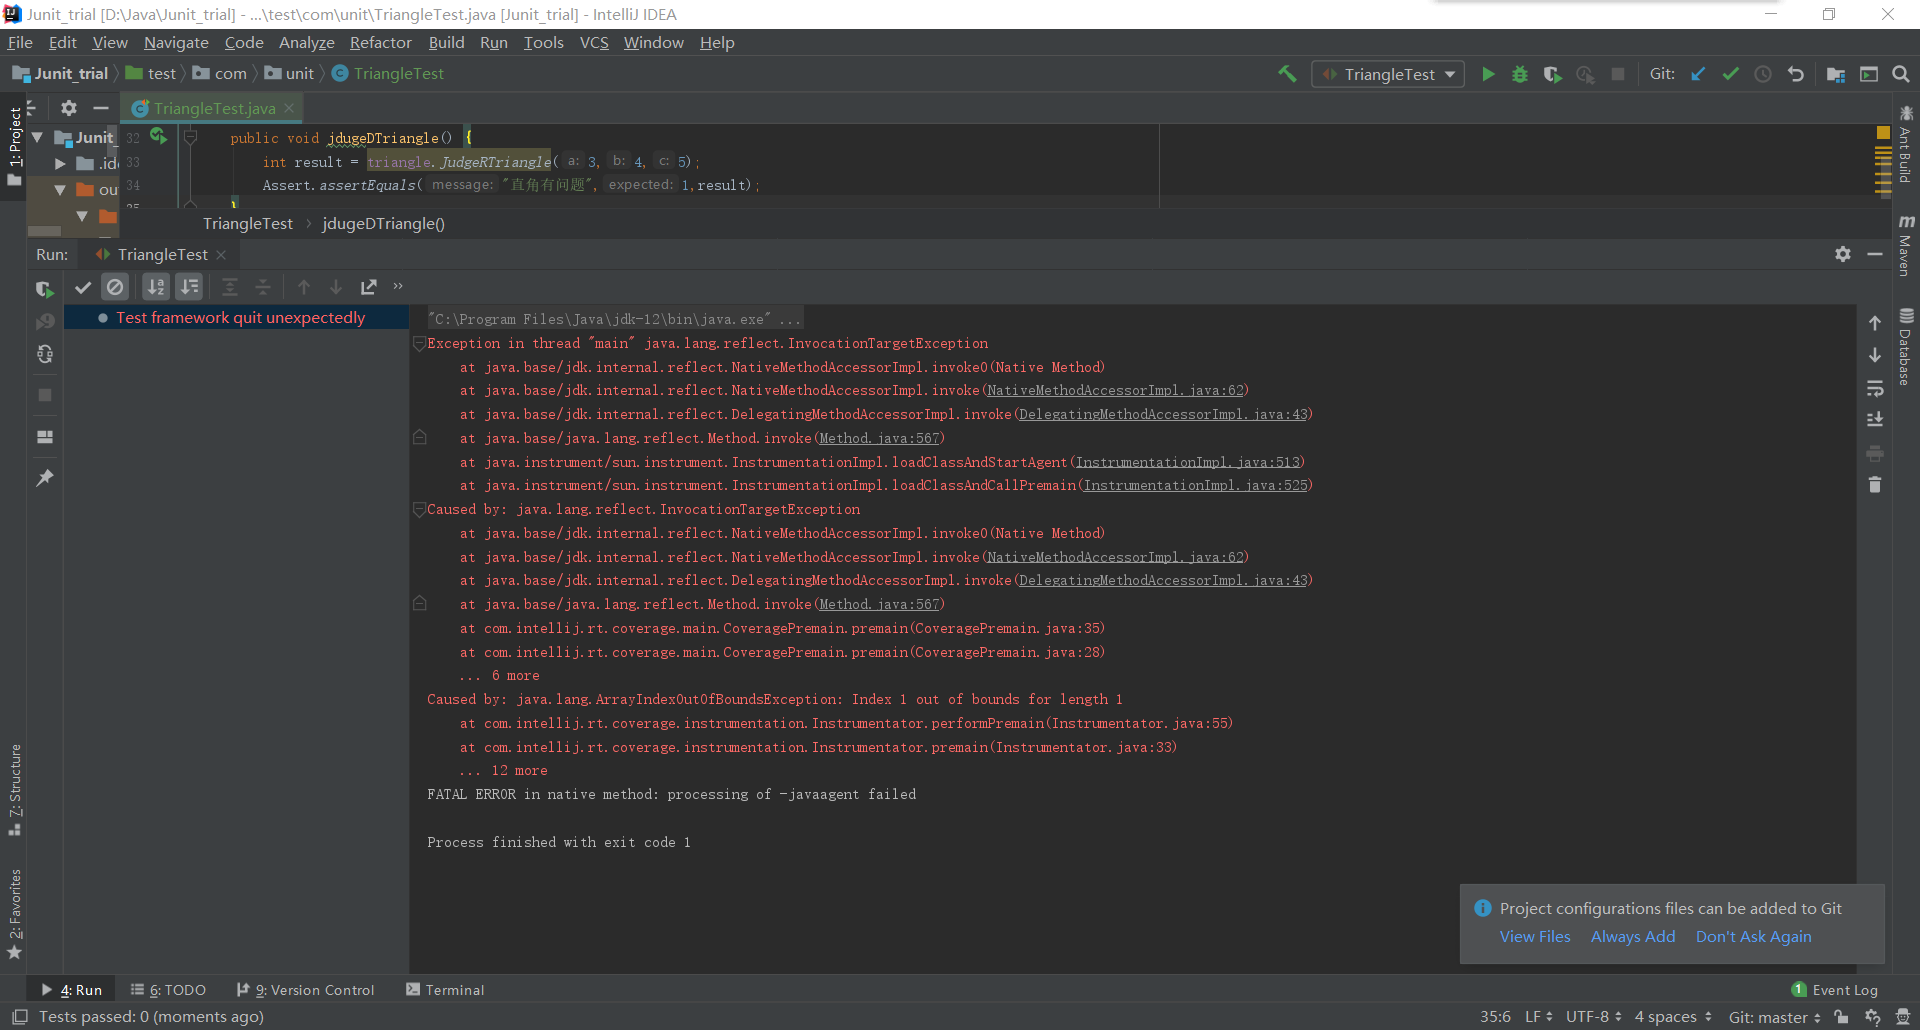 Junit_trial [D:\Java\Junit_trial] - ...\test\com\unit\TriangleTest.java [Junit_trial] - IntelliJ IDEA
File Edit View Navigate Code Analyze Refactor Build Run Tools VCS Window Help
Junit_trial test com unit TriangleTest
TriangleTest
Git:
1: Project
TriangleTest.java
Junit_
.id
ou
32 public void jdugeDTriangle() {
33 int result = triangle.JudgeRTriangle( a: 3, b: 4, c: 5);
34 Assert.assertEquals( message: "直角有问题", expected: 1,result);
35 }
TriangleTest > jdugeDTriangle()
Ant Build
Maven
Database
Run: TriangleTest
Test framework quit unexpectedly
"C:\Program Files\Java\jdk-12\bin\java.exe" ...
Exception in thread "main" java.lang.reflect.InvocationTargetException
at java.base/jdk.internal.reflect.NativeMethodAccessorImpl.invoke0(Native Method)
at java.base/jdk.internal.reflect.NativeMethodAccessorImpl.invoke(NativeMethodAccessorImpl.java:62)
at java.base/jdk.internal.reflect.DelegatingMethodAccessorImpl.invoke(DelegatingMethodAccessorImpl.java:43)
at java.base/java.lang.reflect.Method.invoke(Method.java:567)
at java.instrument/sun.instrument.InstrumentationImpl.loadClassAndStartAgent(InstrumentationImpl.java:513)
at java.instrument/sun.instrument.InstrumentationImpl.loadClassAndCallPremain(InstrumentationImpl.java:525)
Caused by: java.lang.reflect.InvocationTargetException
at java.base/jdk.internal.reflect.NativeMethodAccessorImpl.invoke0(Native Method)
at java.base/jdk.internal.reflect.NativeMethodAccessorImpl.invoke(NativeMethodAccessorImpl.java:62)
at java.base/jdk.internal.reflect.DelegatingMethodAccessorImpl.invoke(DelegatingMethodAccessorImpl.java:43)
at java.base/java.lang.reflect.Method.invoke(Method.java:567)
at com.intellij.rt.coverage.main.CoveragePremain.premain(CoveragePremain.java:35)
at com.intellij.rt.coverage.main.CoveragePremain.premain(CoveragePremain.java:28)
... 6 more
Caused by: java.lang.ArrayIndexOutOfBoundsException: Index 1 out of bounds for length 1
at com.intellij.rt.coverage.instrumentation.Instrumentator.performPremain(Instrumentator.java:55)
at com.intellij.rt.coverage.instrumentation.Instrumentator.premain(Instrumentator.java:33)
... 12 more
FATAL ERROR in native method: processing of -javaagent failed
Process finished with exit code 1
7: Structure
2: Favorites
Project configurations files can be added to Git
View Files Always Add Don't Ask Again
4: Run 6: TODO 9: Version Control Terminal
1 Event Log
Tests passed: 0 (moments ago)
35:6 LF UTF-8 4 spaces Git: master